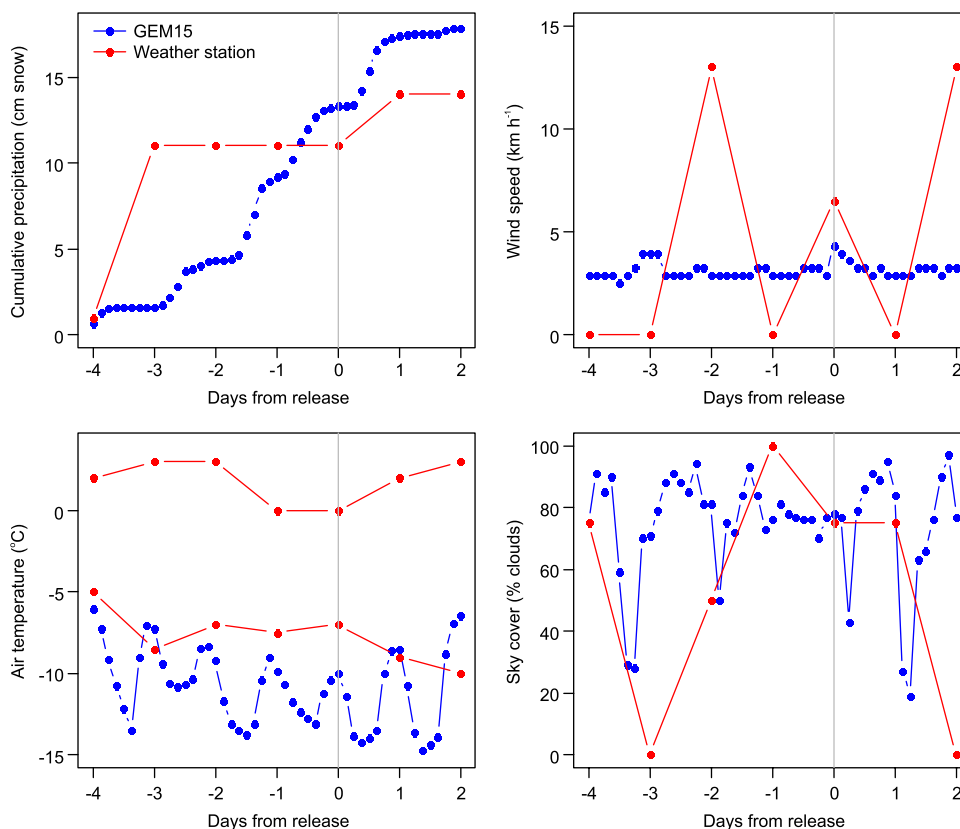 GEM15
Weather station
Cumulative precipitation (cm snow)
15
10
5
0
-4 -3 -2 -1 0 1 2
Days from release
Wind speed (km h-1)
15
10
5
0
-4 -3 -2 -1 0 1 2
Days from release
Air temperature (°C)
0
-5
-10
-15
-4 -3 -2 -1 0 1 2
Days from release
Sky cover (% clouds)
100
80
60
40
20
0
-4 -3 -2 -1 0 1 2
Days from release